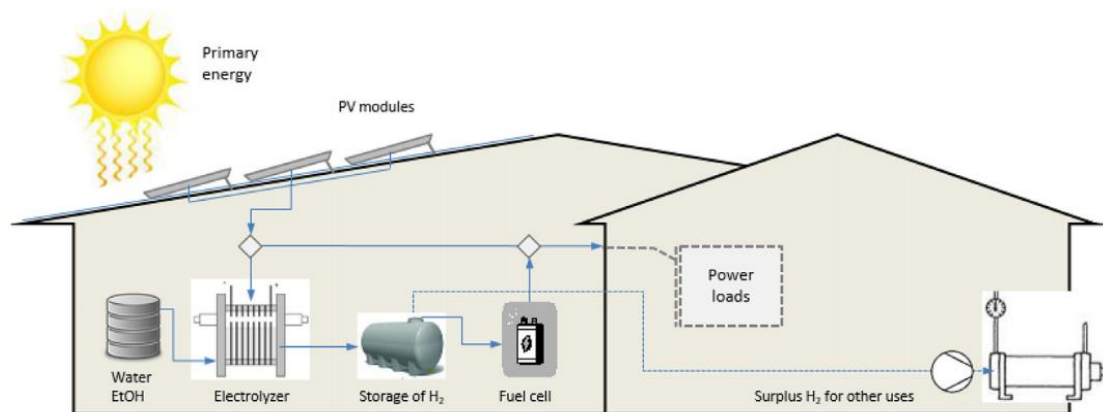 Primary
energy
PV modules
Power
loads
Water
EtOH
Electrolyzer
Storage of H₂
Fuel cell
Surplus H₂ for other uses